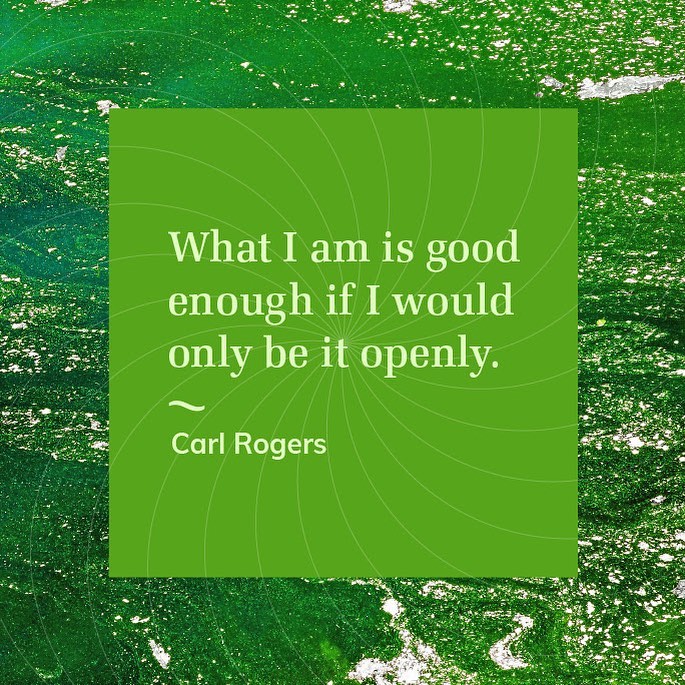 What I am is good
enough if I would
only be it openly.
~
Carl Rogers